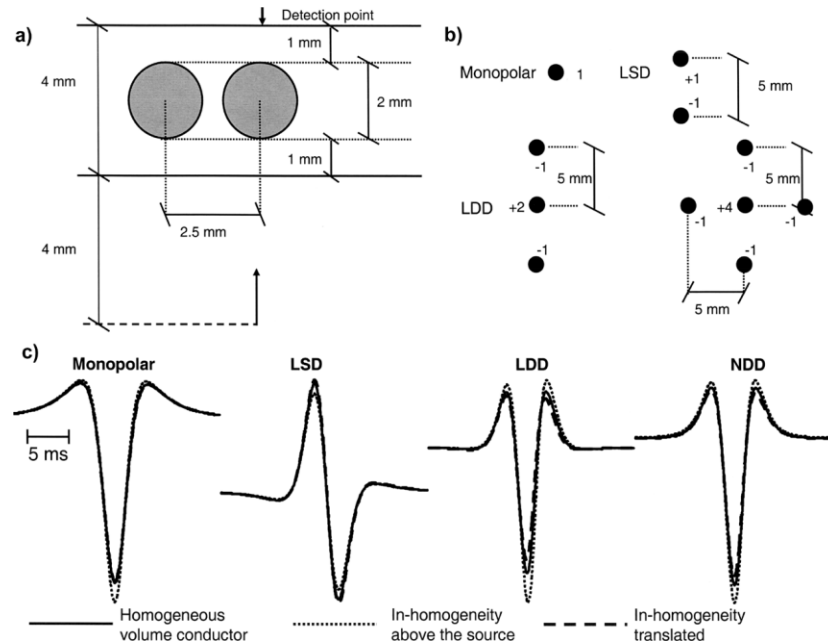 a)
Detection point
1 mm
4 mm
2 mm
1 mm
2.5 mm
4 mm
b)
Monopolar 1
LSD
+1
-1
5 mm
-1
5 mm
LDD +2
-1
-1
5 mm
-1 +4 -1
-1
5 mm
c)
Monopolar LSD LDD NDD
5 ms
Homogeneous volume conductor
In-homogeneity above the source
In-homogeneity translated